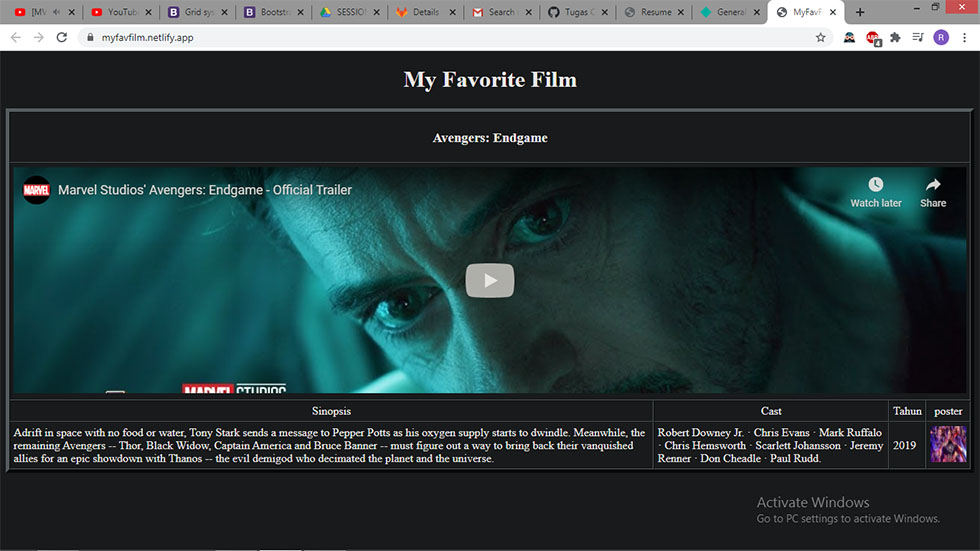 [MV
YouTube
Grid sys
Bootstra
SESSION
Details
Search
Tugas C
Resume
General
MyFavF
myfavfilm.netlify.app
4
R
My Favorite Film
Avengers: Endgame
MARVEL
Marvel Studios' Avengers: Endgame - Official Trailer
Watch later
Share
MARVEL STUDIOS
Sinopsis
Cast
Tahun
poster
Adrift in space with no food or water, Tony Stark sends a message to Pepper Potts as his oxygen supply starts to dwindle. Meanwhile, the
remaining Avengers -- Thor, Black Widow, Captain America and Bruce Banner -- must figure out a way to bring back their vanquished
allies for an epic showdown with Thanos -- the evil demigod who decimated the planet and the universe.
Robert Downey Jr. · Chris Evans · Mark Ruffalo
· Chris Hemsworth · Scarlett Johansson · Jeremy
Renner · Don Cheadle · Paul Rudd.
2019
Activate Windows
Go to PC settings to activate Windows.